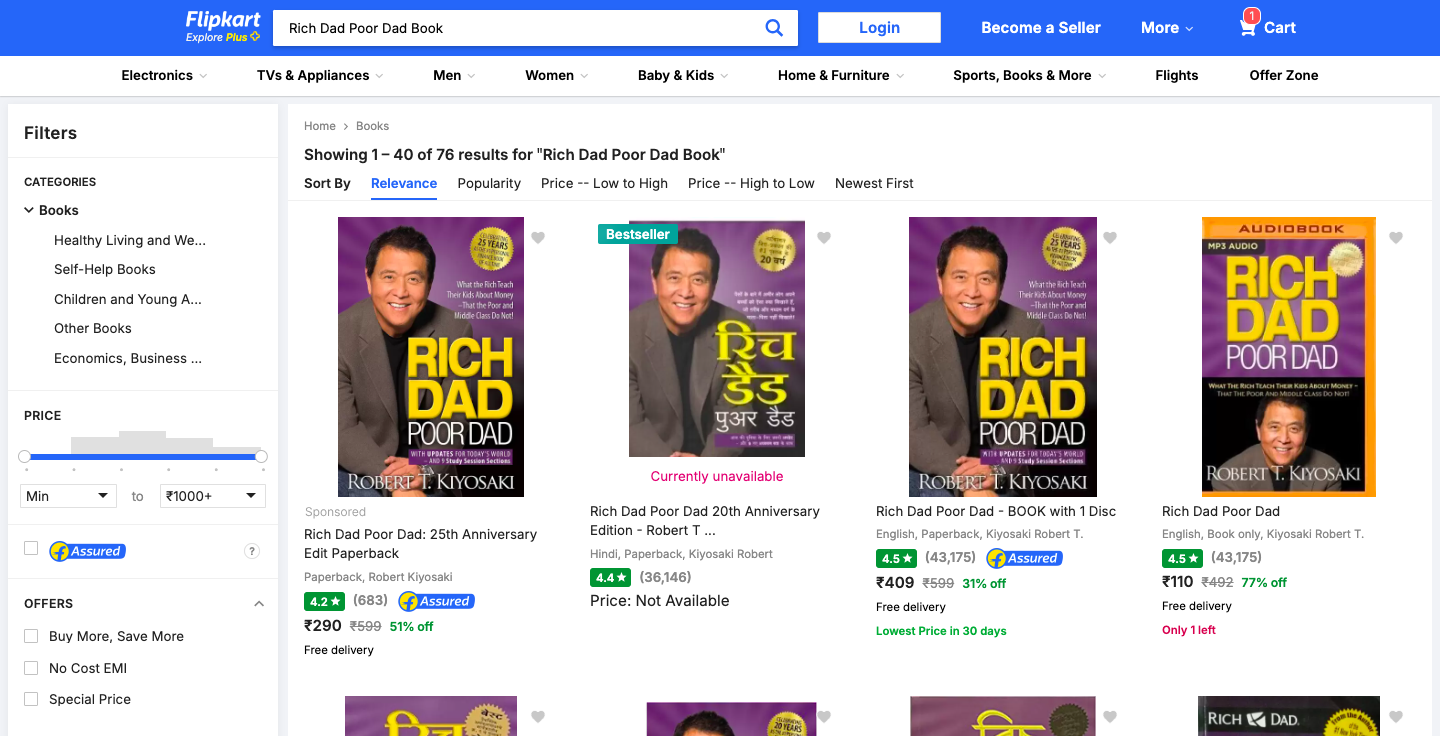 Flipkart
Explore Plus
Rich Dad Poor Dad Book
Login
Become a Seller
More
1
Cart
Electronics
TVs & Appliances
Men
Women
Baby & Kids
Home & Furniture
Sports, Books & More
Flights
Offer Zone
Filters
CATEGORIES
Books
Healthy Living and We...
Self-Help Books
Children and Young A...
Other Books
Economics, Business ...
PRICE
Min
to
₹1000+
Assured
?
OFFERS
Buy More, Save More
No Cost EMI
Special Price
Home
Books
Showing 1 – 40 of 76 results for "Rich Dad Poor Dad Book"
Sort By
Relevance
Popularity
Price -- Low to High
Price -- High to Low
Newest First
CELEBRATING
25 YEARS
What the Rich Teach
Their Kids About Money
–That the Poor and
Middle Class Do Not!
RICH
DAD
POOR DAD
WITH UPDATES FOR TODAY'S WORLD
—AND 9 Study Session Sections
ROBERT T. KIYOSAKI
Sponsored
Rich Dad Poor Dad: 25th Anniversary
Edit Paperback
Paperback, Robert Kiyosaki
4.2 ★
(683)
Assured
₹290
₹599
51% off
Free delivery
Bestseller
20 वर्ष
रिच
डैड
पुअर डैड
Currently unavailable
Rich Dad Poor Dad 20th Anniversary
Edition - Robert T ...
Hindi, Paperback, Kiyosaki Robert
4.4 ★
(36,146)
Price: Not Available
CELEBRATING
25 YEARS
What the Rich Teach
Their Kids About Money
–That the Poor and
Middle Class Do Not!
RICH
DAD
POOR DAD
WITH UPDATES FOR TODAY'S WORLD
—AND 9 Study Session Sections
ROBERT T. KIYOSAKI
Rich Dad Poor Dad - BOOK with 1 Disc
English, Paperback, Kiyosaki Robert T.
4.5 ★
(43,175)
Assured
₹409
₹599
31% off
Free delivery
Lowest Price in 30 days
AUDIOBOOK
MP3 AUDIO
RICH
DAD
POOR DAD
WHAT THE RICH TEACH THEIR KIDS ABOUT MONEY –
THAT THE POOR AND MIDDLE CLASS DO NOT!
ROBERT T. KIYOSAKI
Rich Dad Poor Dad
English, Book only, Kiyosaki Robert T.
4.5 ★
(43,175)
₹110
₹492
77% off
Free delivery
Only 1 left
बेस्ट
CELEBRATING
20 YEARS
RICH DAD.
From the Author